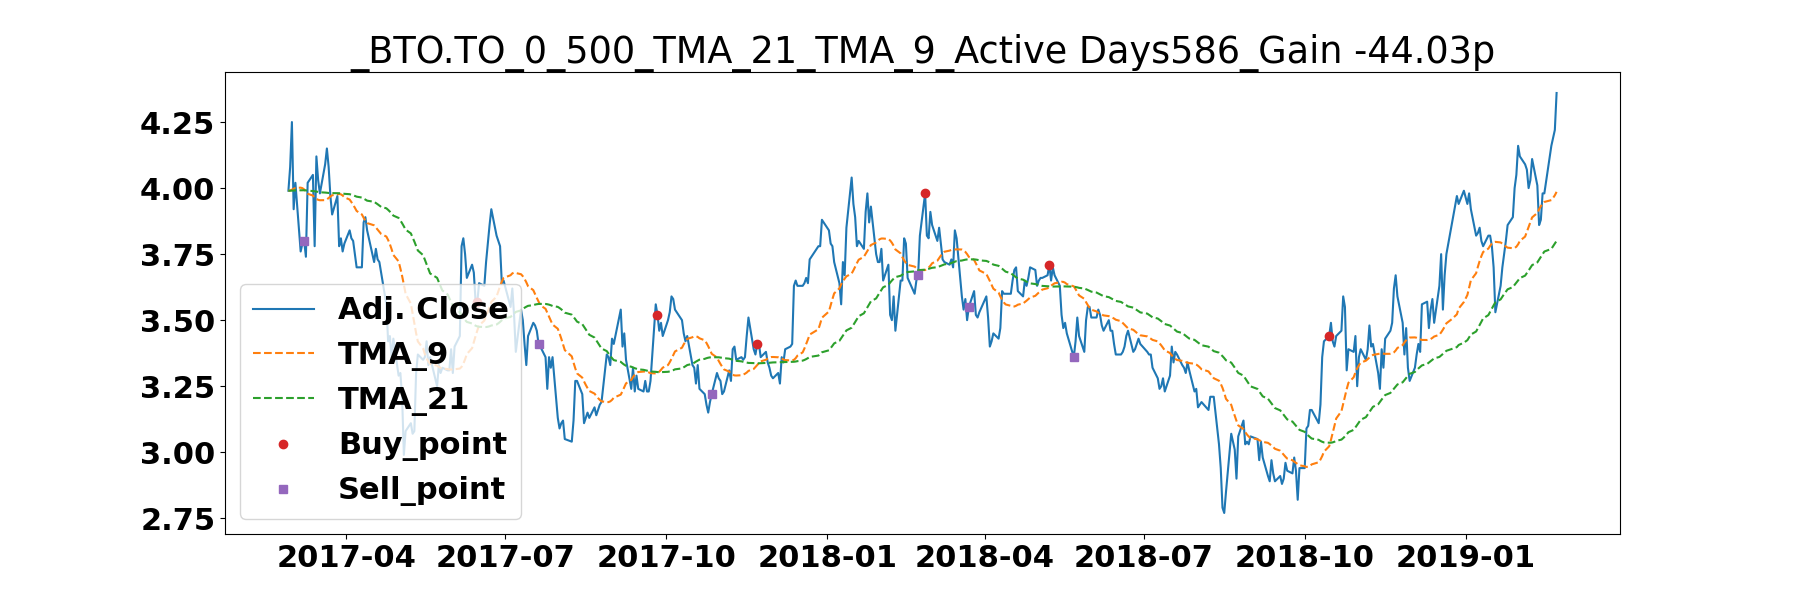 _BTO.TO_0_500_TMA_21_TMA_9_Active Days586_Gain -44.03p
4.25
4.00
3.75
3.50
3.25
3.00
2.75
Adj. Close
TMA_9
TMA_21
Buy_point
Sell_point
2017-04 2017-07 2017-10 2018-01 2018-04 2018-07 2018-10 2019-01